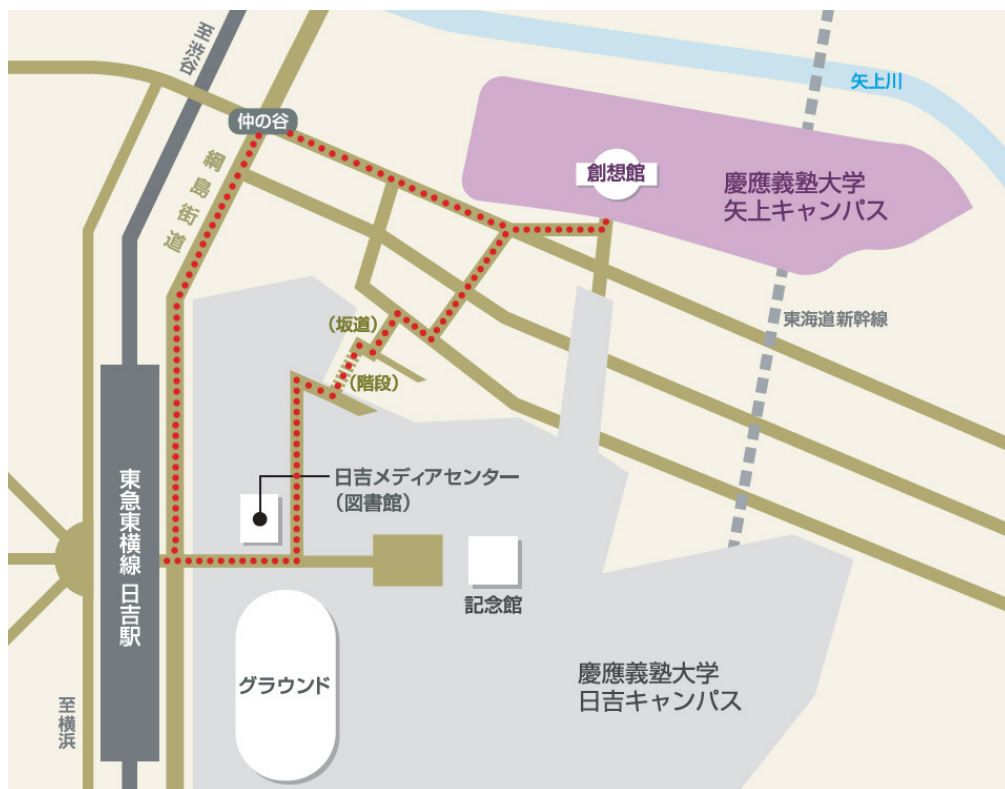 至渋谷
仲の谷
矢上川
綱島街道
創想館
慶應義塾大学
矢上キャンパス
東海道新幹線
(坂道)
(階段)
日吉メディアセンター
(図書館)
東急東横線 日吉駅
記念館
グラウンド
慶應義塾大学
日吉キャンパス
至横浜